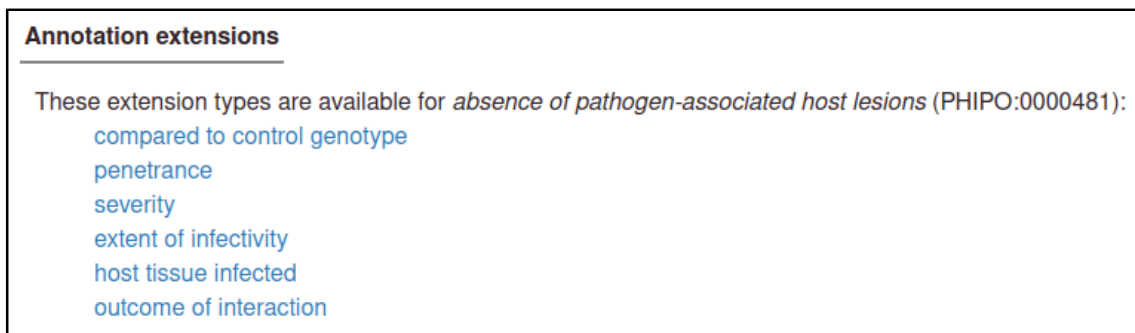 Annotation extensions
These extension types are available for absence of pathogen-associated host lesions (PHIPO:0000481):
compared to control genotype
penetrance
severity
extent of infectivity
host tissue infected
outcome of interaction